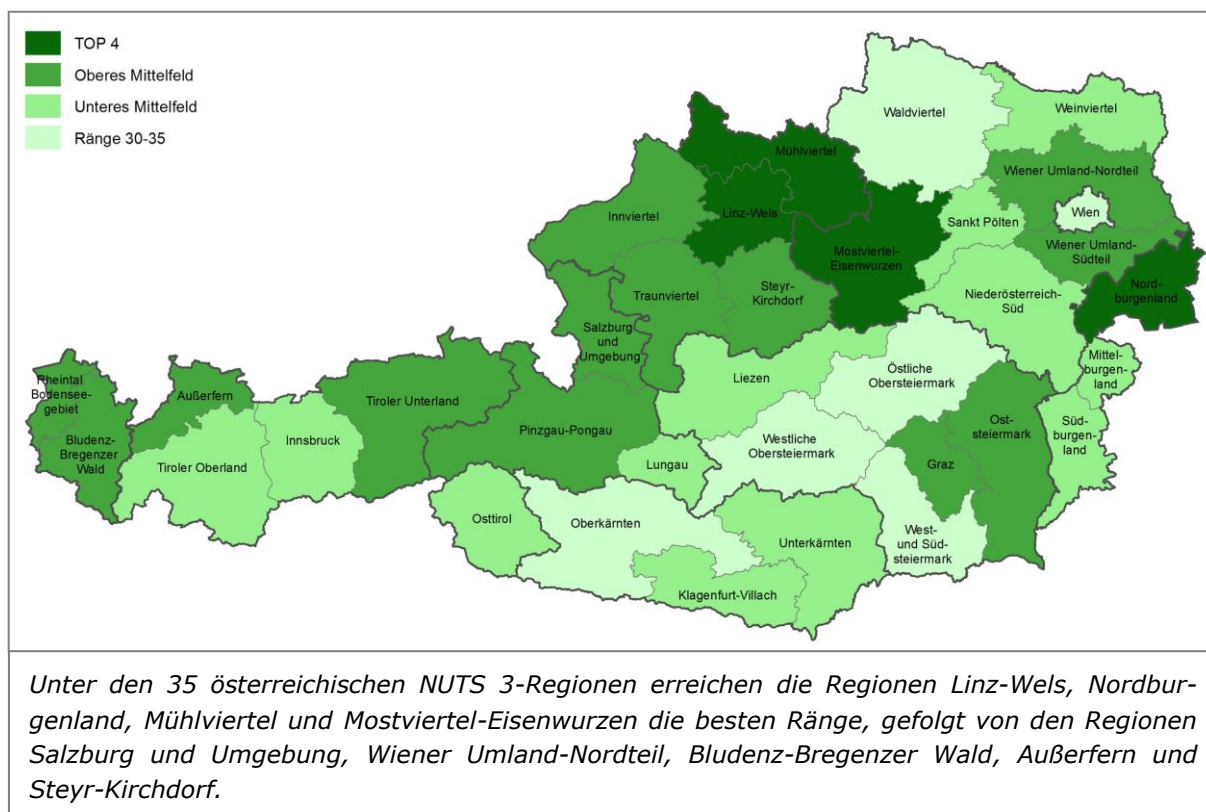 TOP 4
Oberes Mittelfeld
Unteres Mittelfeld
Ränge 30-35
Waldviertel
Weinviertel
Mühlviertel
Wiener Umland-Nordteil
Innviertel
Linz-Wels
Sankt Pölten
Wien
Mostviertel-
Eisenwurzen
Wiener Umland-
Südteil
Nord-
burgenland
Traunviertel
Steyr-
Kirchdorf
Niederösterreich-
Süd
Salzburg
und
Umgebung
Mittel-
burgen-
land
Rheintal
Bodensee-
gebiet
Außerfern
Tiroler Unterland
Liezen
Östliche
Obersteiermark
Bludenz-
Bregenzer
Wald
Innsbruck
Pinzgau-Pongau
Ost-
steiermark
Süd-
burgen-
land
Tiroler Oberland
Lungau
Westliche
Obersteiermark
Graz
Osttirol
Oberkärnten
Unterkärnten
West-
und Süd-
steiermark
Klagenfurt-Villach
Unter den 35 österreichischen NUTS 3-Regionen erreichen die Regionen Linz-Wels, Nordbur-
genland, Mühlviertel und Mostviertel-Eisenwurzen die besten Ränge, gefolgt von den Regionen
Salzburg und Umgebung, Wiener Umland-Nordteil, Bludenz-Bregenzer Wald, Außerfern und
Steyr-Kirchdorf.